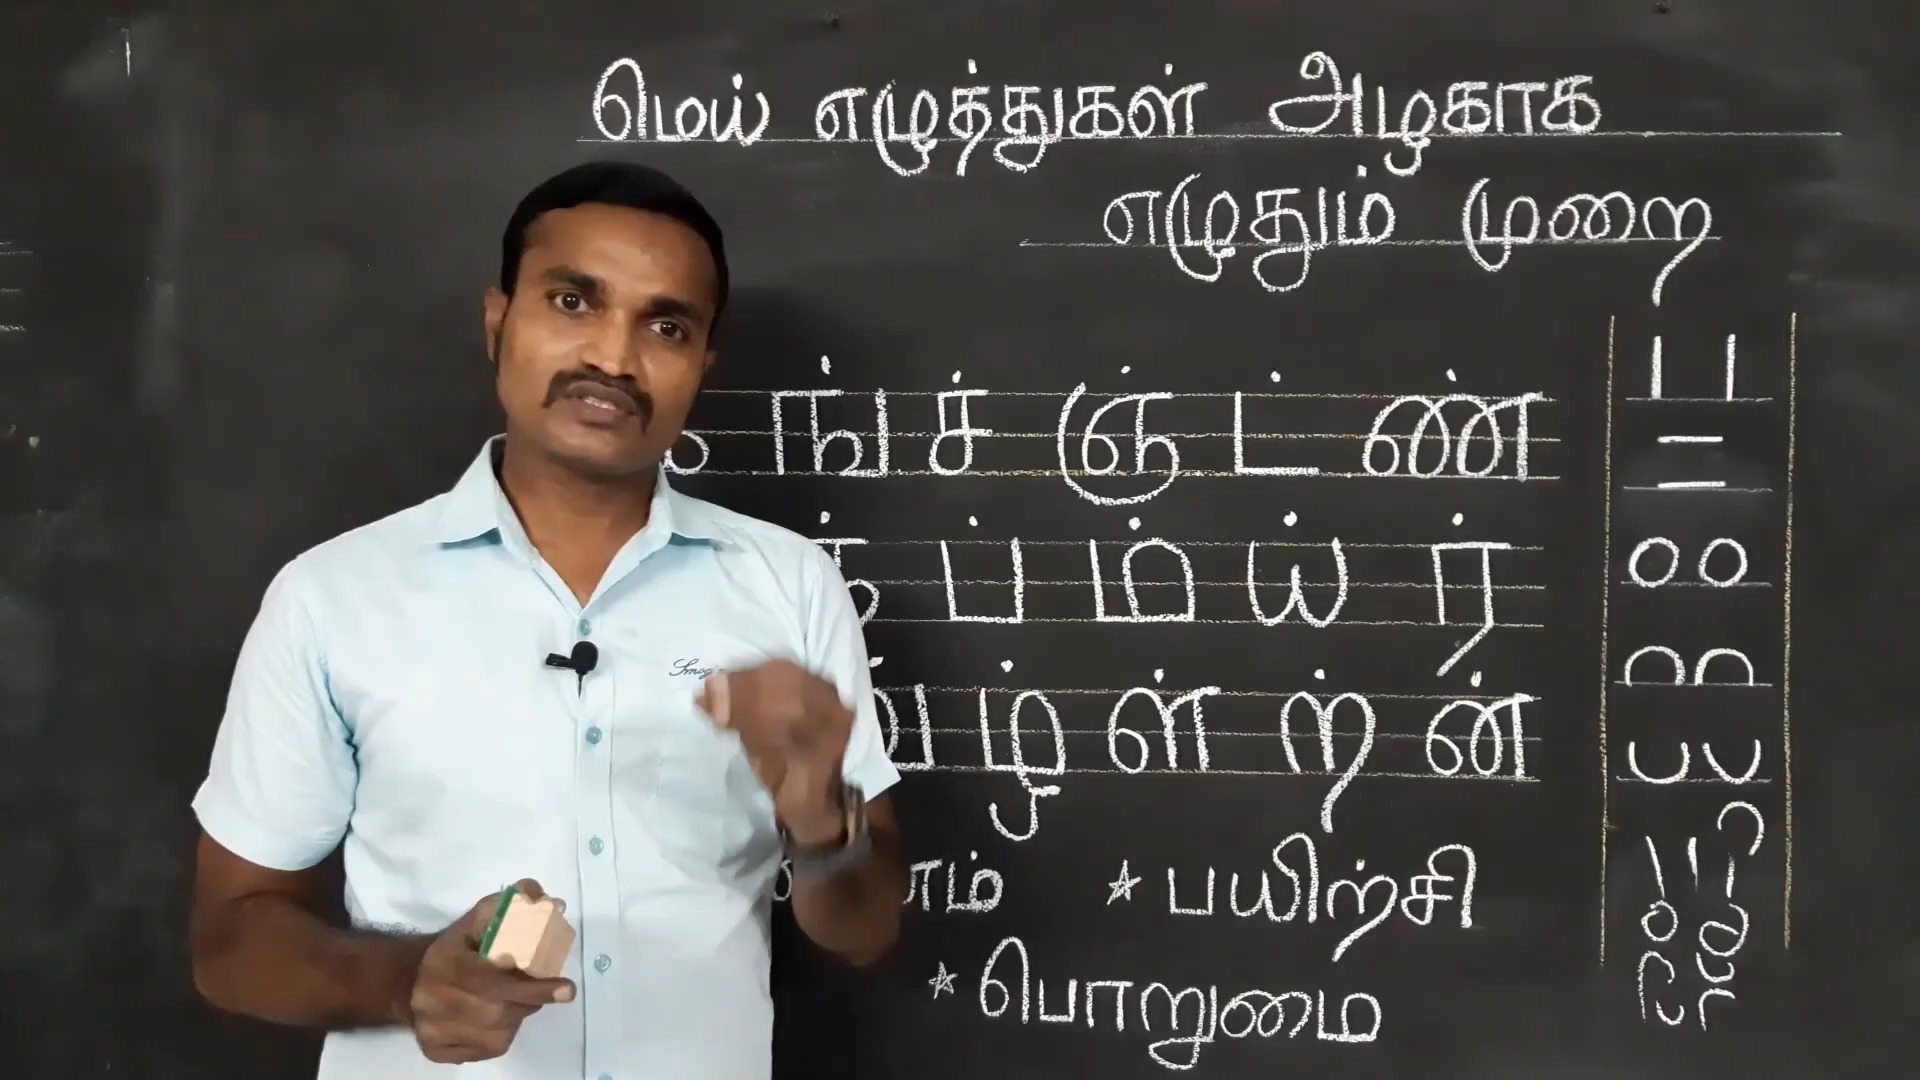 மெய் எழுத்துகள் அழகாக
எழுதும் முறை
ங் ச் ஞ் ட் ண்
ப் ம் ய் ர்
வ் ழ் ள் ற் ன்
* பயிற்சி
* பொறுமை